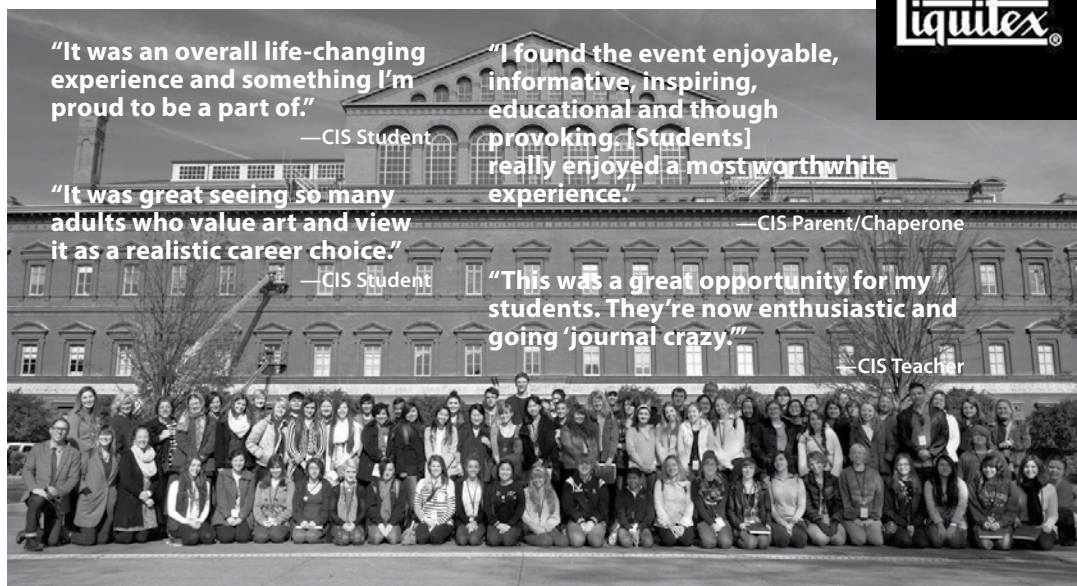 Liquitex®
“It was an overall life-changing
experience and something I’m
proud to be a part of.”
—CIS Student
“It was great seeing so many
adults who value art and view
it as a realistic career choice.”
—CIS Student
“I found the event enjoyable,
informative, inspiring,
educational and though
provoking. [Students]
really enjoyed a most worthwhile
experience.”
—CIS Parent/Chaperone
“This was a great opportunity for my
students. They’re now enthusiastic and
going ‘journal crazy.’”
—CIS Teacher